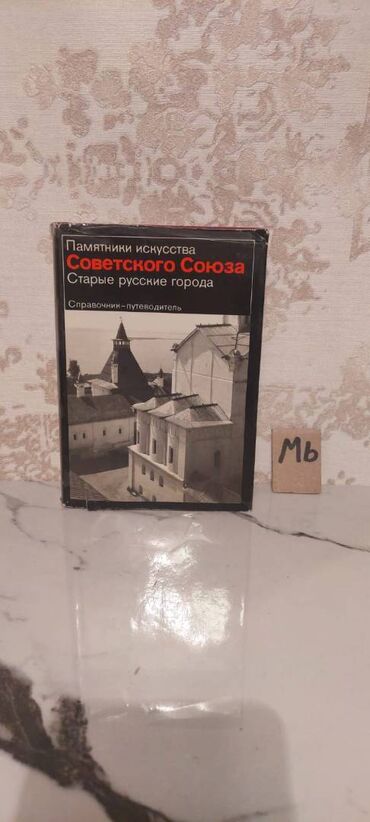 Памятники искусства
Советского Союза
Старые русские города
Справочник-путеводитель
Mb